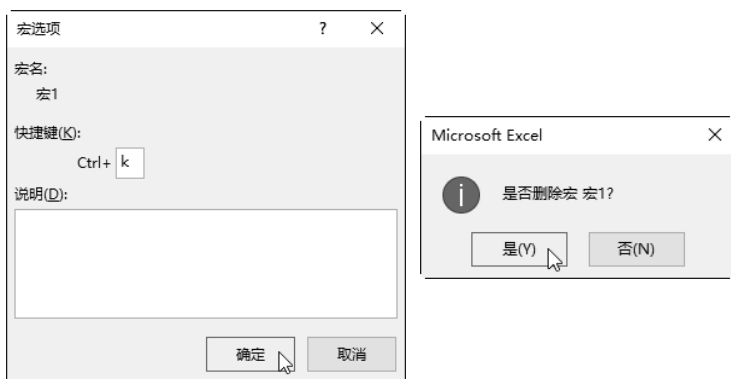 宏选项 ?
宏名:
宏1
快捷键(K):
Ctrl+ k
说明(D):
确定 取消
Microsoft Excel
是否删除宏 宏1?
是(Y) 否(N)